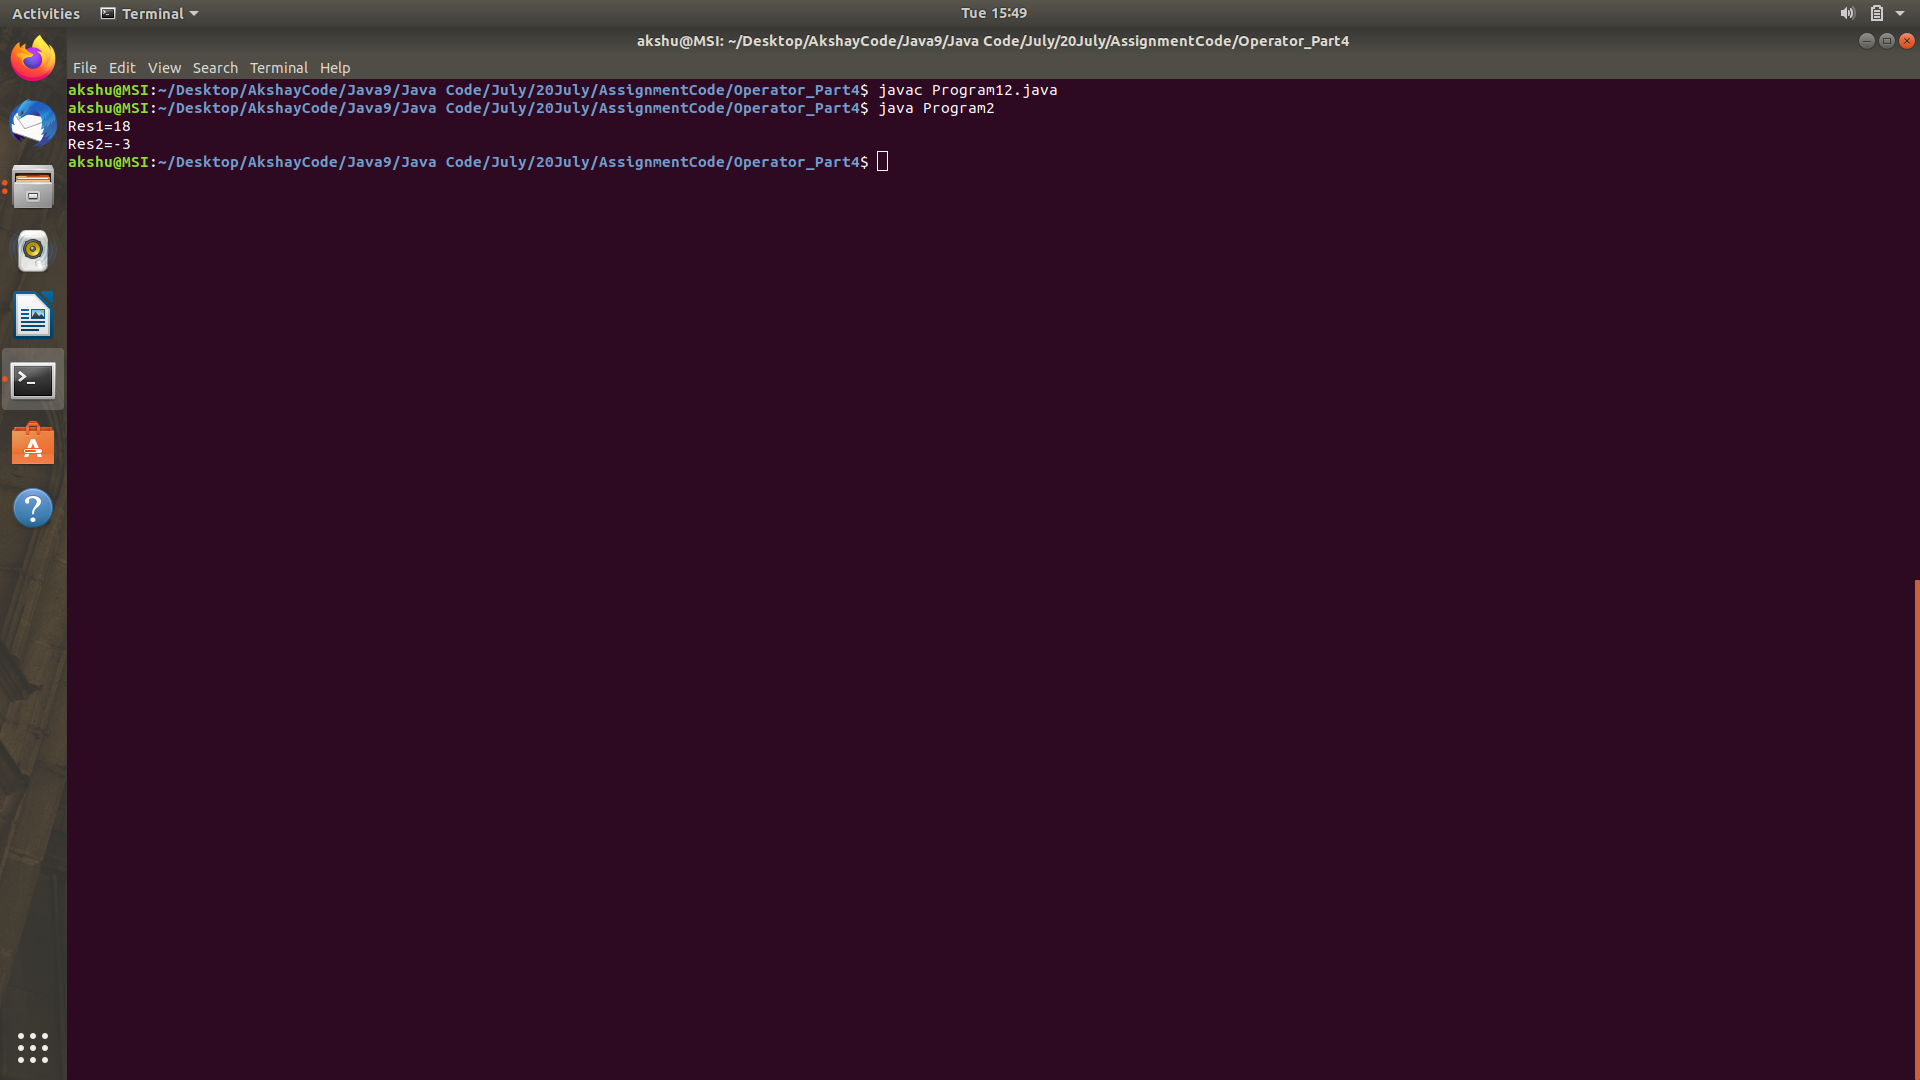 Activities Terminal Tue 15:49
akshu@MSI: ~/Desktop/AkshayCode/Java9/Java Code/July/20July/AssignmentCode/Operator_Part4
File Edit View Search Terminal Help
akshu@MSI:~/Desktop/AkshayCode/Java9/Java Code/July/20July/AssignmentCode/Operator_Part4$ javac Program12.java
akshu@MSI:~/Desktop/AkshayCode/Java9/Java Code/July/20July/AssignmentCode/Operator_Part4$ java Program2
Res1=18
Res2=-3
akshu@MSI:~/Desktop/AkshayCode/Java9/Java Code/July/20July/AssignmentCode/Operator_Part4$